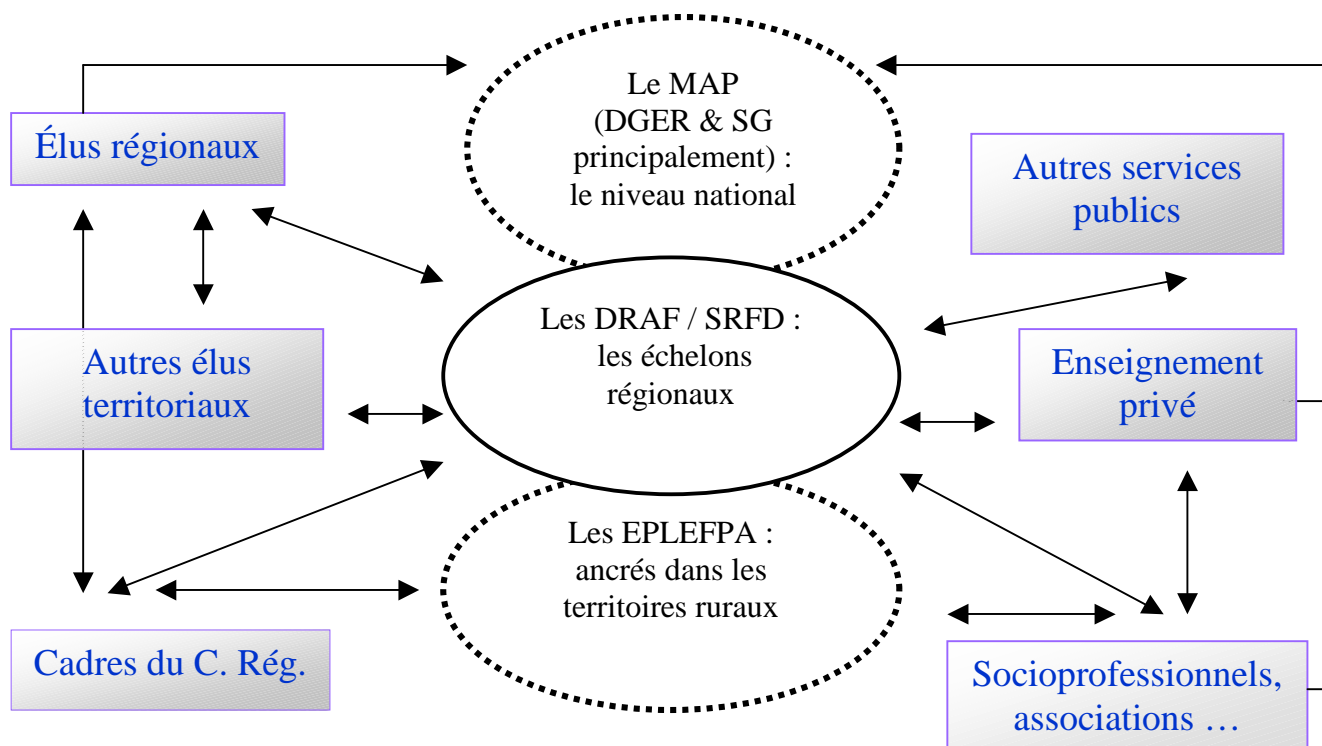 Le MAP
(DGER & SG
principalement) :
le niveau national
Élus régionaux
Autres services
publics
Les DRAF / SRFD :
les échelons
régionaux
Autres élus
territoriaux
Enseignement
privé
Les EPLEFPA :
ancrés dans les
territoires ruraux
Cadres du C. Rég.
Socioprofessionnels,
associations …